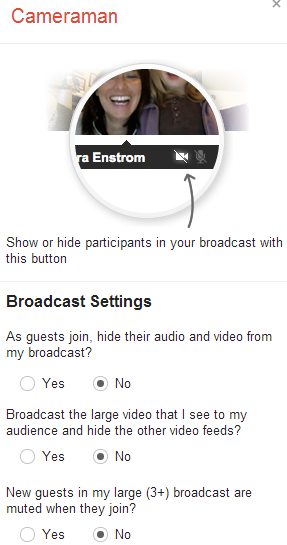 Cameraman
ra Enstrom
Show or hide participants in your broadcast with
this button
Broadcast Settings
As guests join, hide their audio and video from
my broadcast?
Yes No
Broadcast the large video that I see to my
audience and hide the other video feeds?
Yes No
New guests in my large (3+) broadcast are
muted when they join?
Yes No